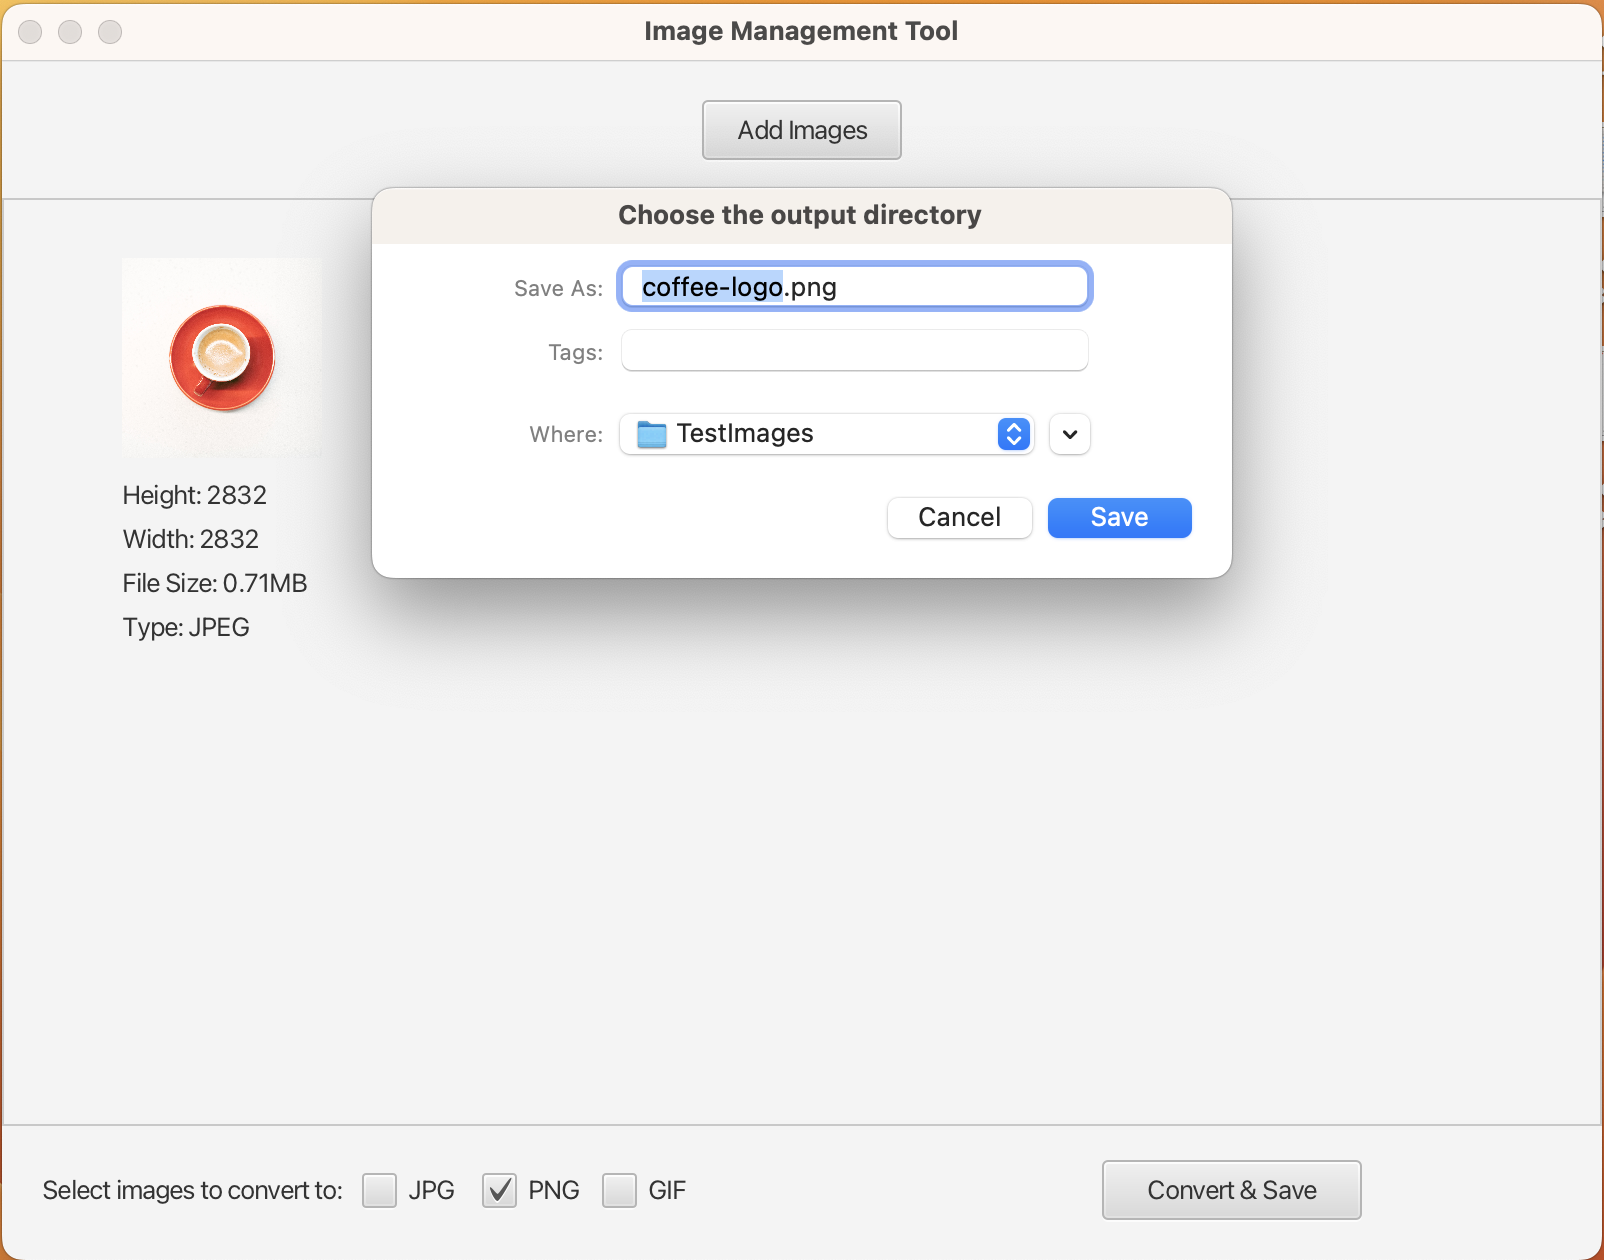 Image Management Tool
Add Images
Choose the output directory
Save As: coffee-logo.png
Tags:
Where: TestImages
Cancel Save
Height: 2832
Width: 2832
File Size: 0.71MB
Type: JPEG
Select images to convert to: JPG PNG GIF Convert & Save